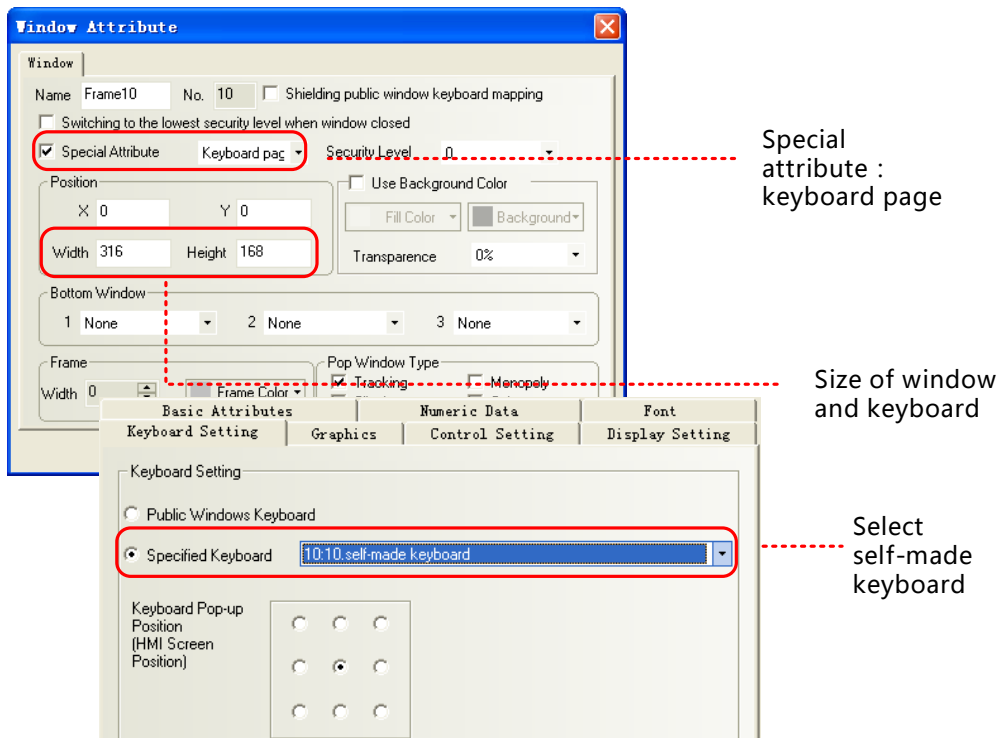 Window Attribute
Window
Name Frame10 No. 10 Shielding public window keyboard mapping
Switching to the lowest security level when window closed
Special Attribute Keyboard pag Security Level 0
Special
attribute :
keyboard page
Position
Use Background Color
X 0 Y 0
Fill Color Background
Width 316 Height 168
Transparence 0%
Bottom Window
1 None 2 None 3 None
Frame
Pop Window Type
Width 0 Frame Color
Tracking Monopoly
Size of window
and keyboard
Basic Attributes Numeric Data Font
Keyboard Setting Graphics Control Setting Display Setting
Keyboard Setting
Public Windows Keyboard
Specified Keyboard 10:10.self-made keyboard
Select
self-made
keyboard
Keyboard Pop-up
Position
(HMI Screen
Position)